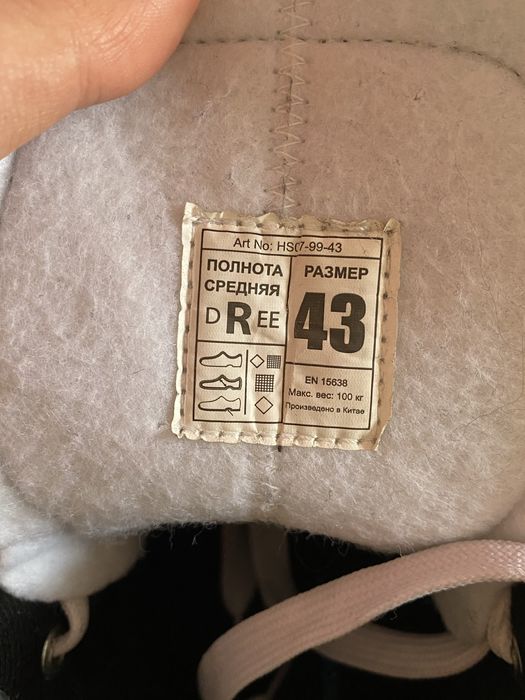 Art No: HS07-99-43
ПОЛНОТА
СРЕДНЯЯ
D R EE
РАЗМЕР
43
EN 15638
Макс. вес: 100 кг
Произведено в Китае